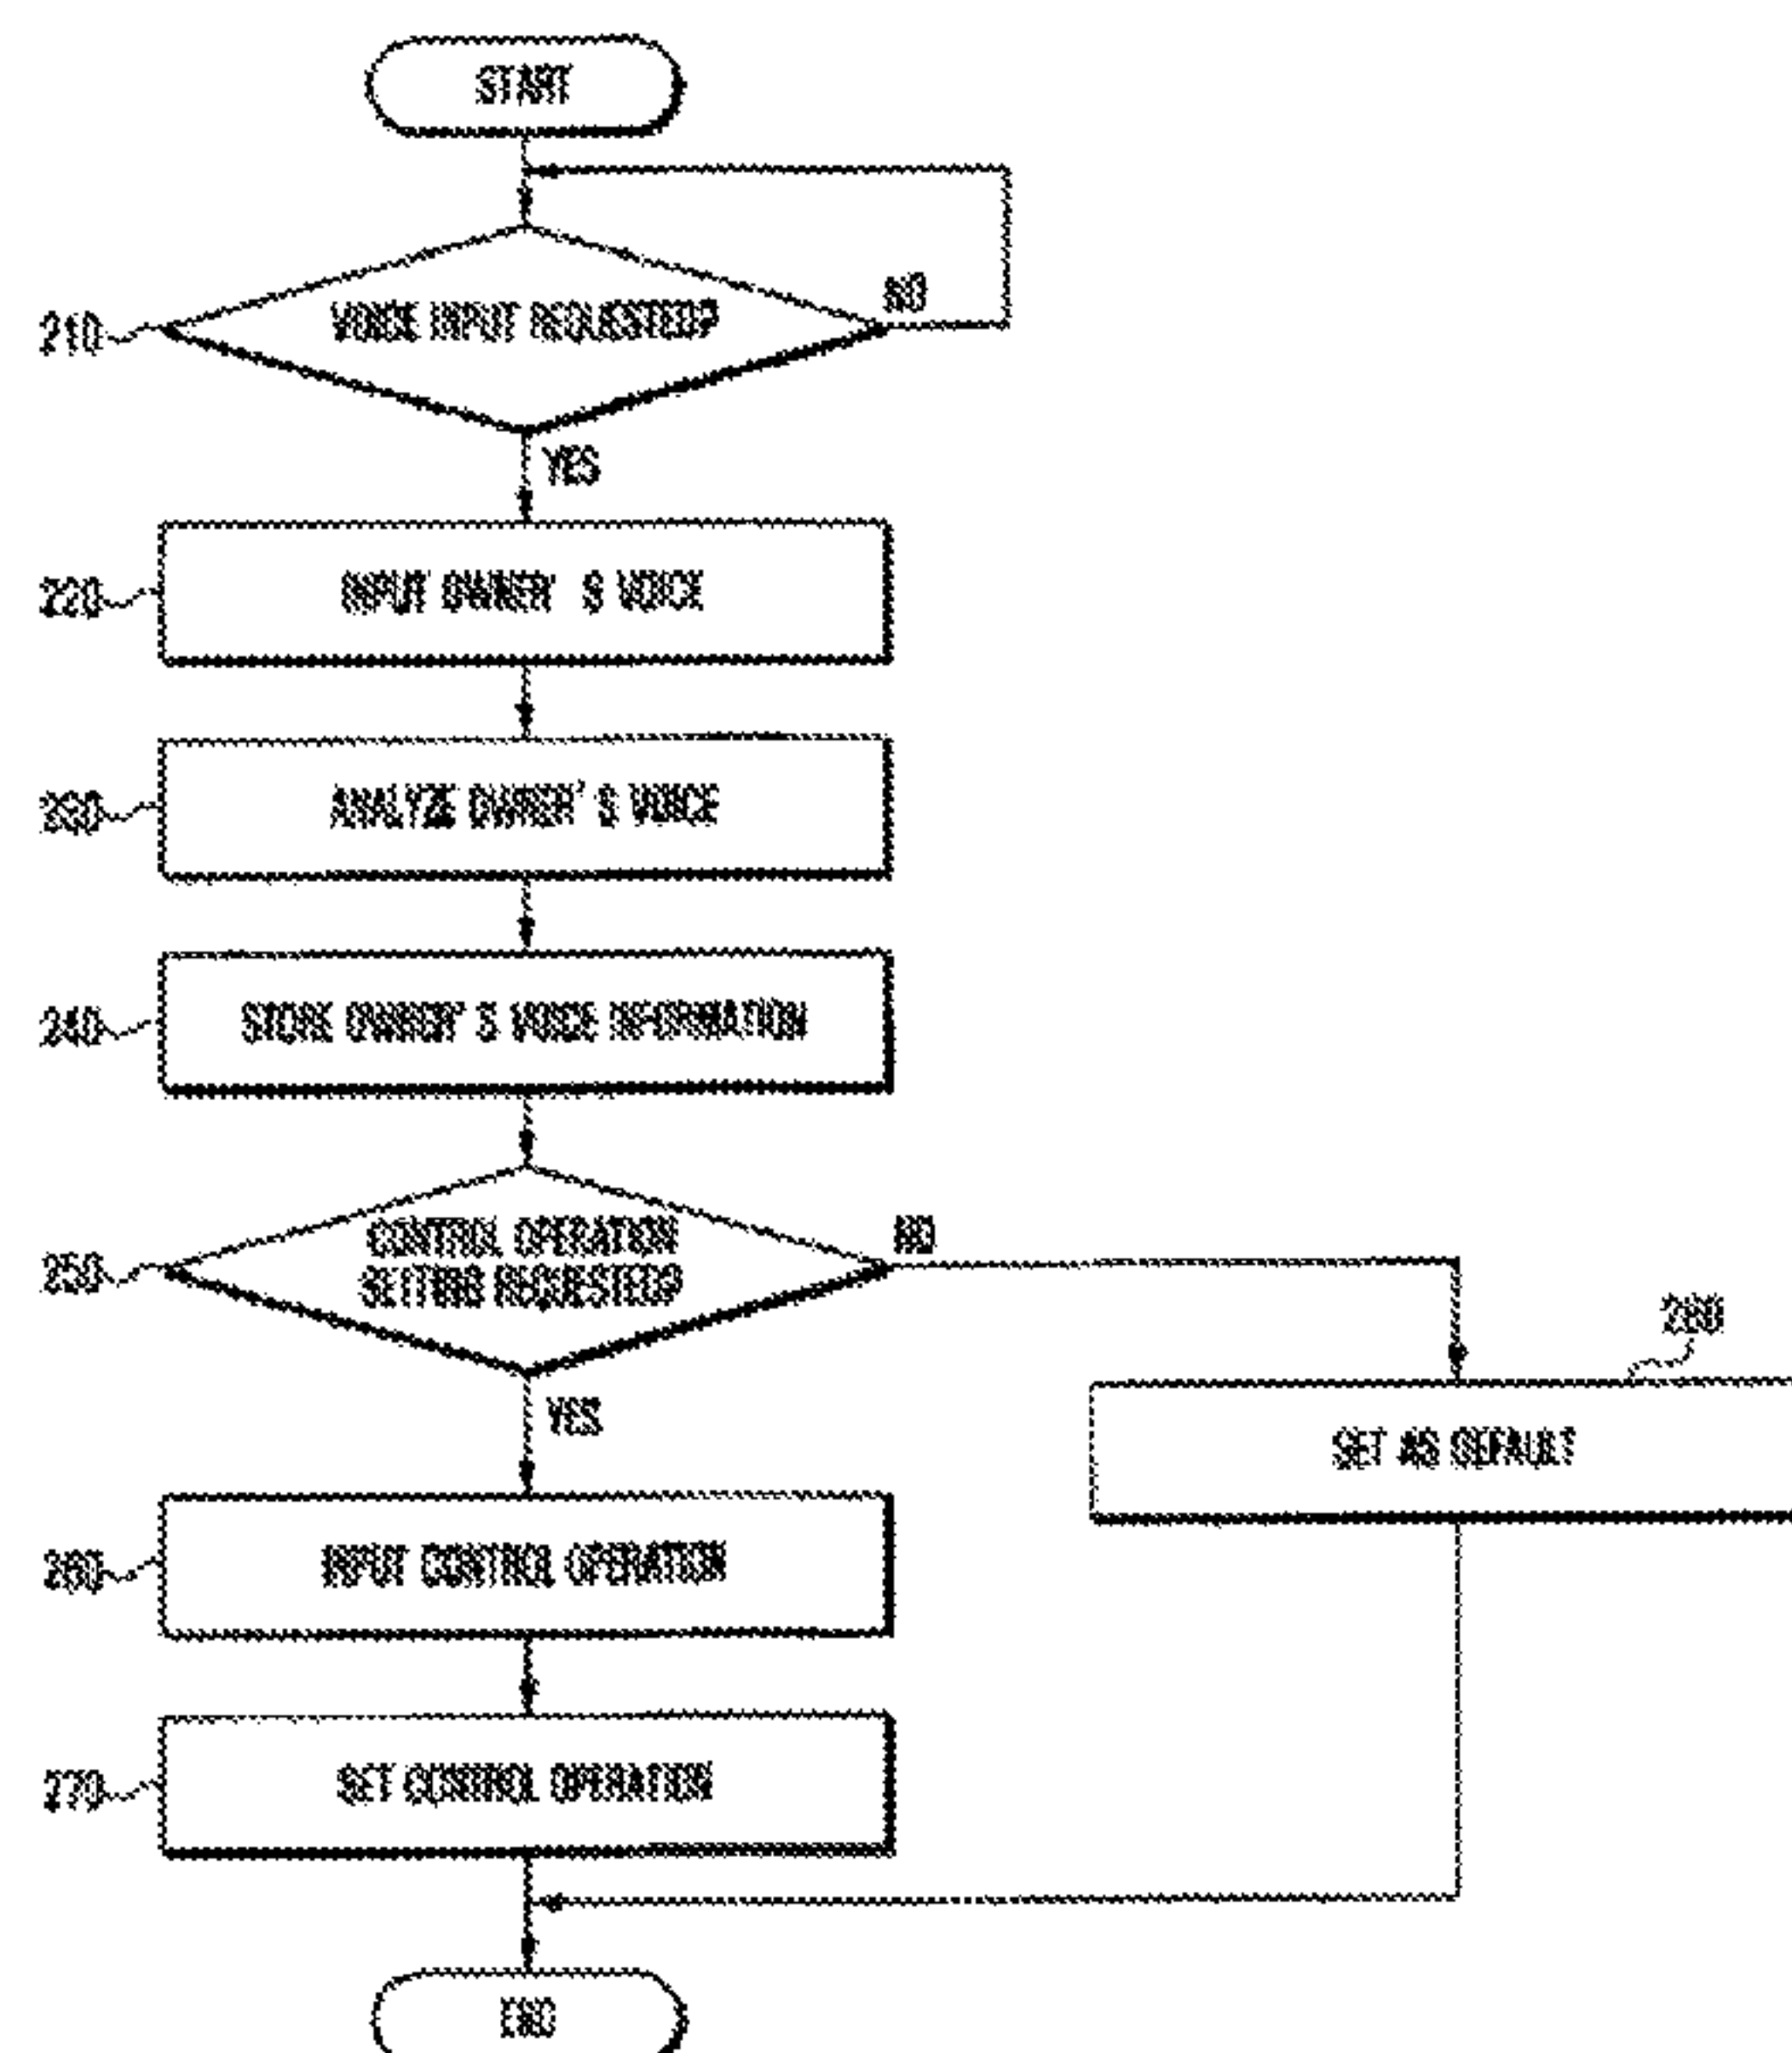 START
210
VOICE INPUT REQUESTED?
NO
YES
220
INPUT OWNER' S VOICE
230
ANALYZE OWNER' S VOICE
240
STORE OWNER' S VOICE INFORMATION
250
CONTROL OPERATION
SETTING REQUESTED?
NO
YES
280
SET AS DEFAULT
260
INPUT CONTROL OPERATION
270
SET CONTROL OPERATION
END